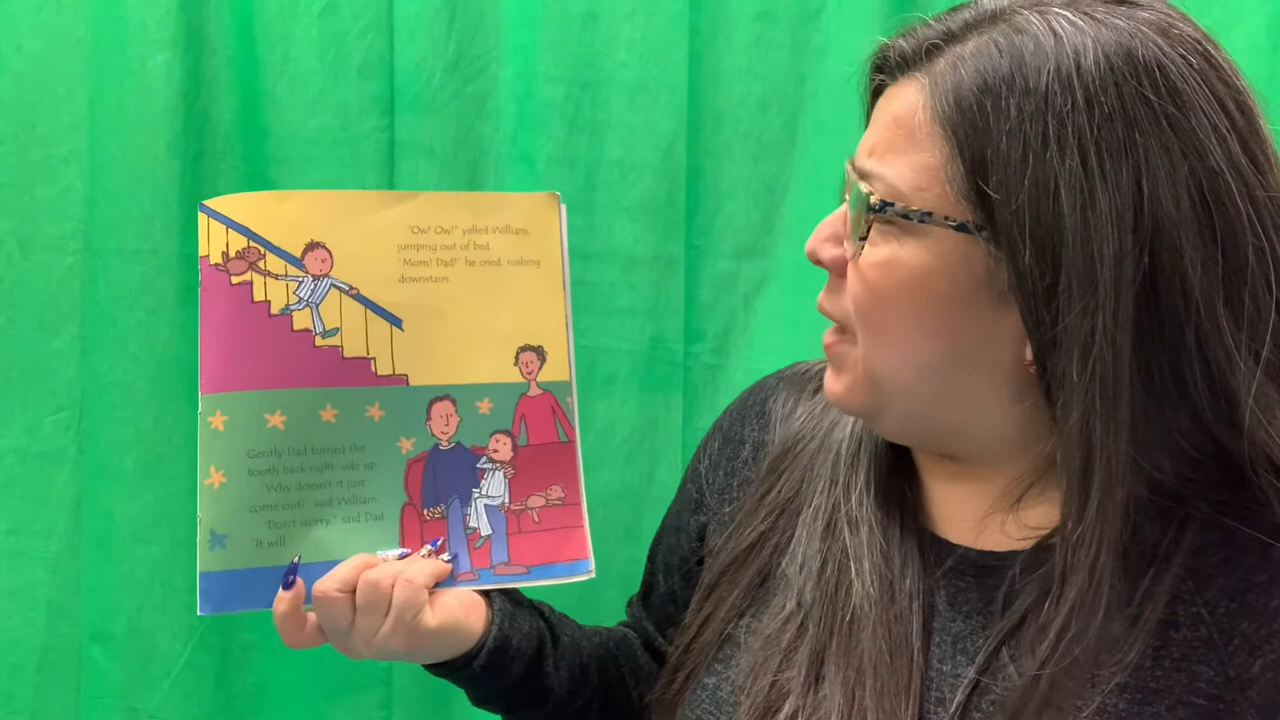 "Ow! Ow!" yelled William,
jumping out of bed.
"Mom! Dad!" he cried, rushing
downstairs.
Gently Dad turned the
tooth back right-side up.
"Why doesn't it just
come out?" said William.
"Don't worry," said Dad.
"It will